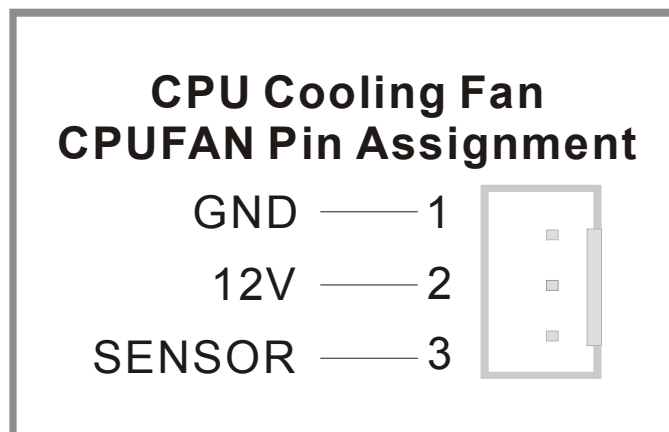 CPU Cooling Fan
CPUFAN Pin Assignment
GND 1
12V 2
SENSOR 3